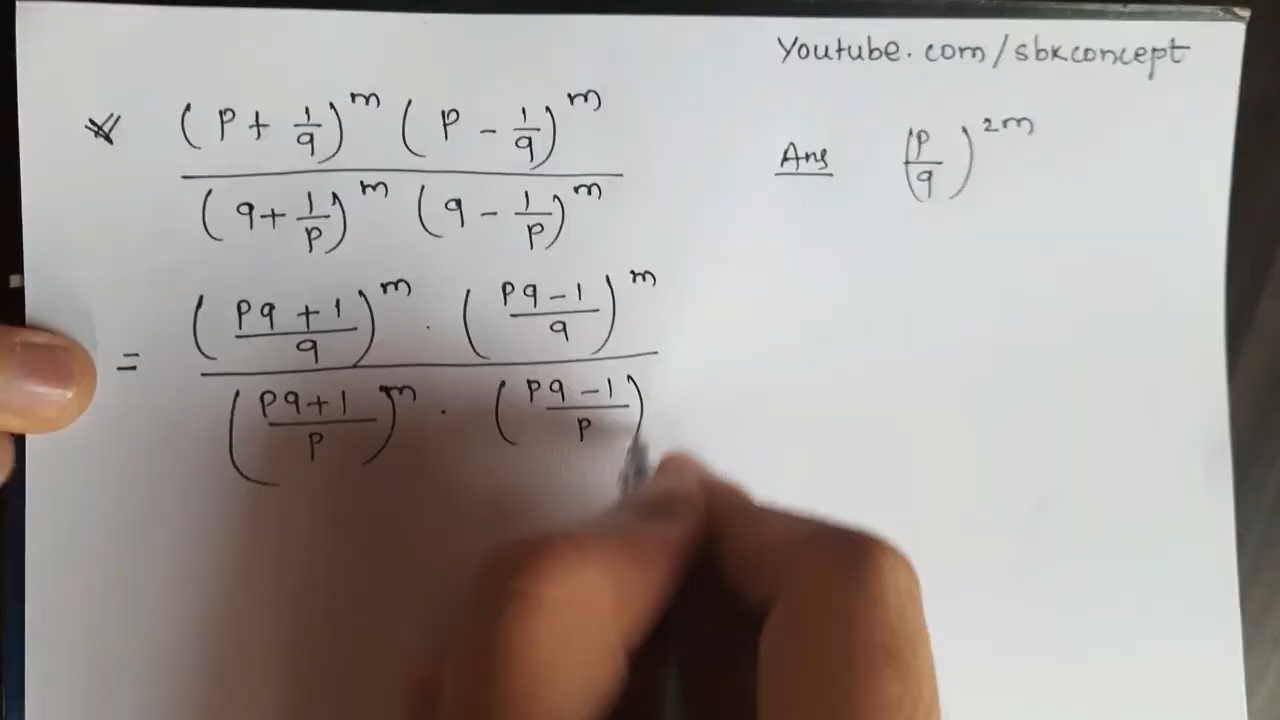 Youtube.com/sbkconcept
* (p + 1/q)^m (p - 1/q)^m
(q + 1/p)^m (q - 1/p)^m
Ans (p/q)^2m
= ((pq + 1)/q)^m . ((pq - 1)/q)^m
((pq + 1)/p)^m . ((pq - 1)/p)